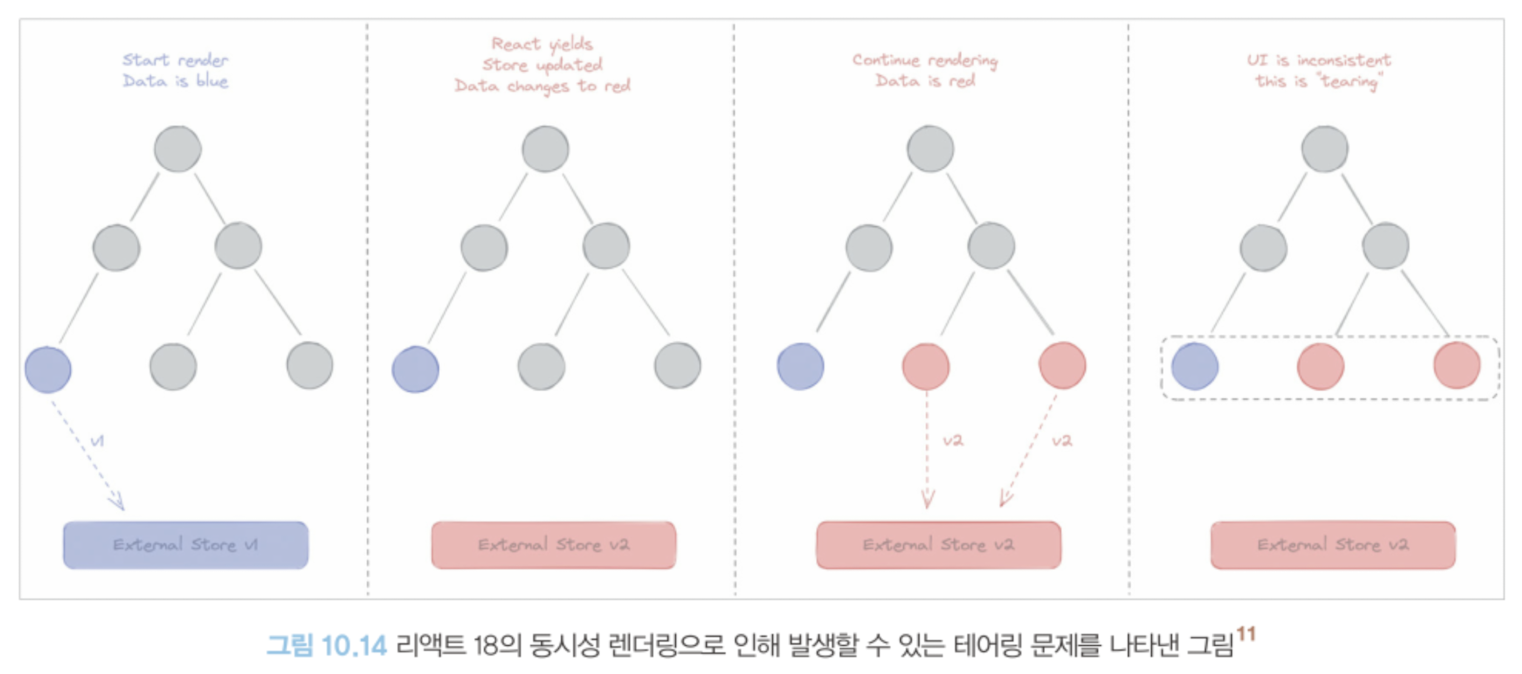 Start render
Data is blue
React yields
Store updated
Data changes to red
Continue rendering
Data is red
UI is inconsistent
this is "tearing"
v1
v2
v2
External Store v1
External Store v2
External Store v2
External Store v2
그림 10.14 리액트 18의 동시성 렌더링으로 인해 발생할 수 있는 테어링 문제를 나타낸 그림11